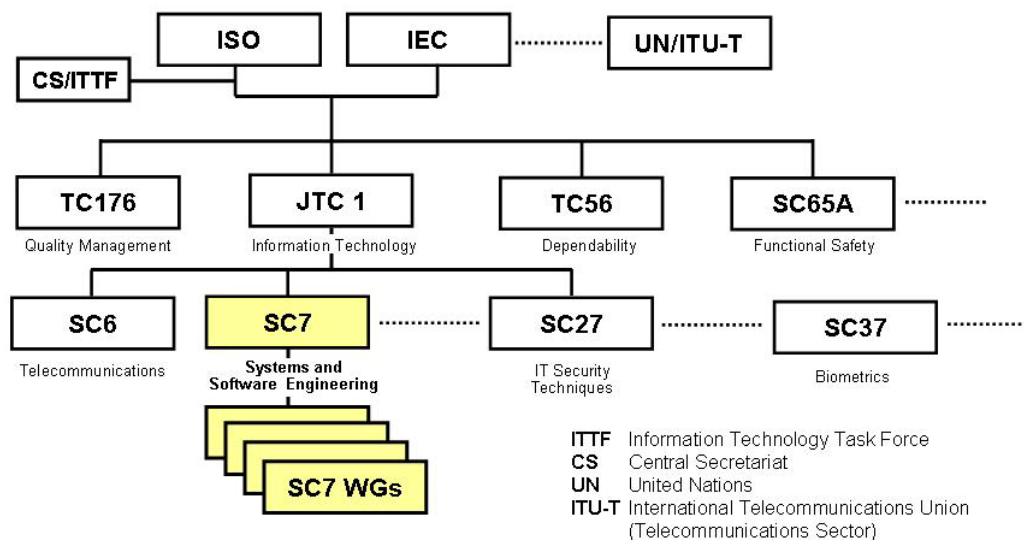 ISO
IEC
UN/ITU-T
CS/ITTF
TC176
JTC 1
TC56
SC65A
Quality Management
Information Technology
Dependability
Functional Safety
SC6
SC7
SC27
SC37
Telecommunications
Systems and
Software Engineering
IT Security
Techniques
Biometrics
SC7 WGs
ITTF Information Technology Task Force
CS Central Secretariat
UN United Nations
ITU-T International Telecommunications Union
(Telecommunications Sector)